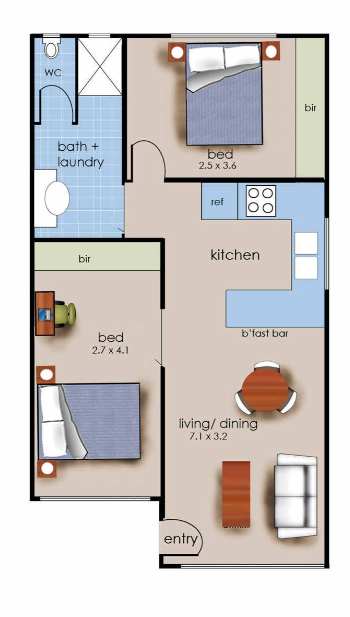 wc
bir
bath +
laundry
bed
2.5 x 3.6
ref
kitchen
bir
bed
2.7 x 4.1
b'fast bar
living/ dining
7.1 x 3.2
entry